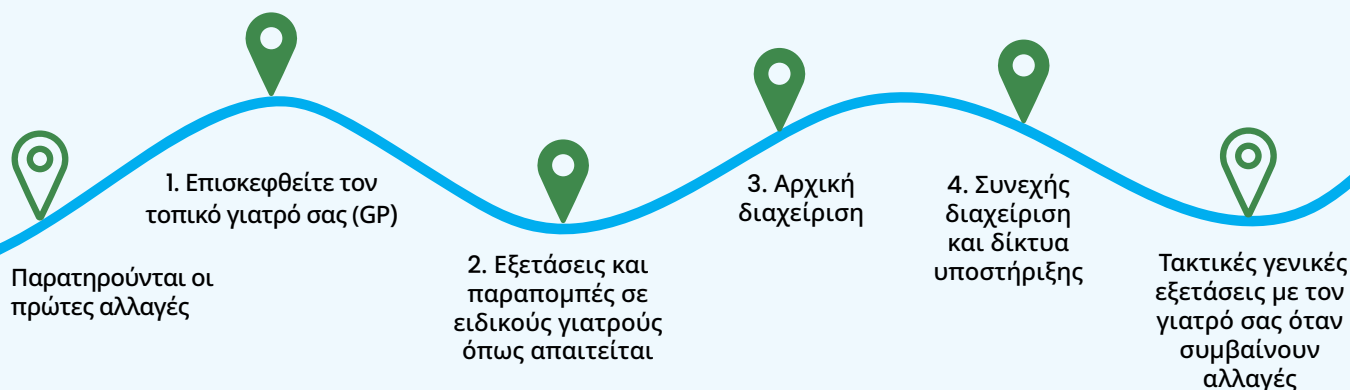 Παρατηρούνται οι
πρώτες αλλαγές
1. Επισκεφθείτε τον
τοπικό γιατρό σας (GP)
2. Εξετάσεις και
παραπομπές σε
ειδικούς γιατρούς
όπως απαιτείται
3. Αρχική
διαχείριση
4. Συνεχής
διαχείριση
και δίκτυα
υποστήριξης
Τακτικές γενικές
εξετάσεις με τον
γιατρό σας όταν
συμβαίνουν
αλλαγές